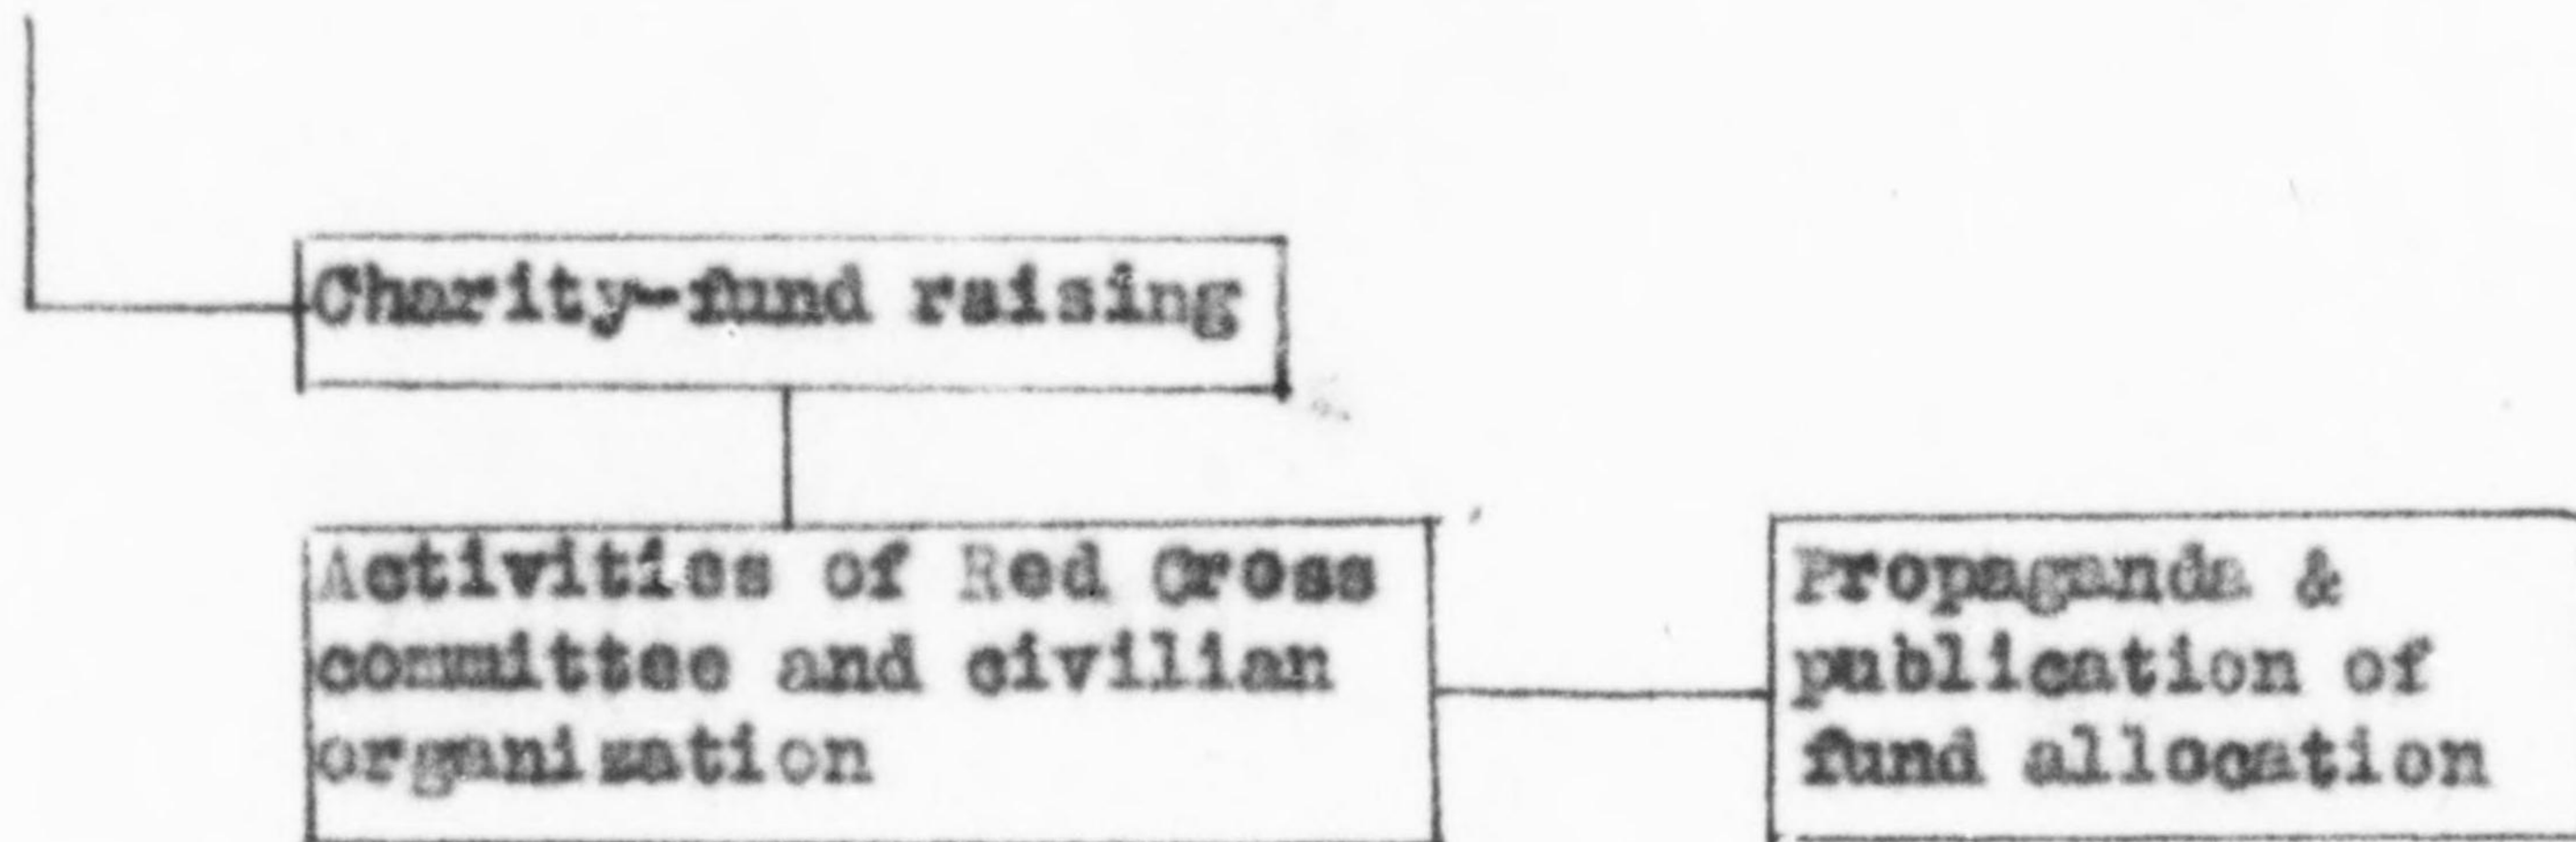 Charity-fund raising
Activities of Red Cross
committee and civilian
organization
Propaganda &
publication of
fund allocation